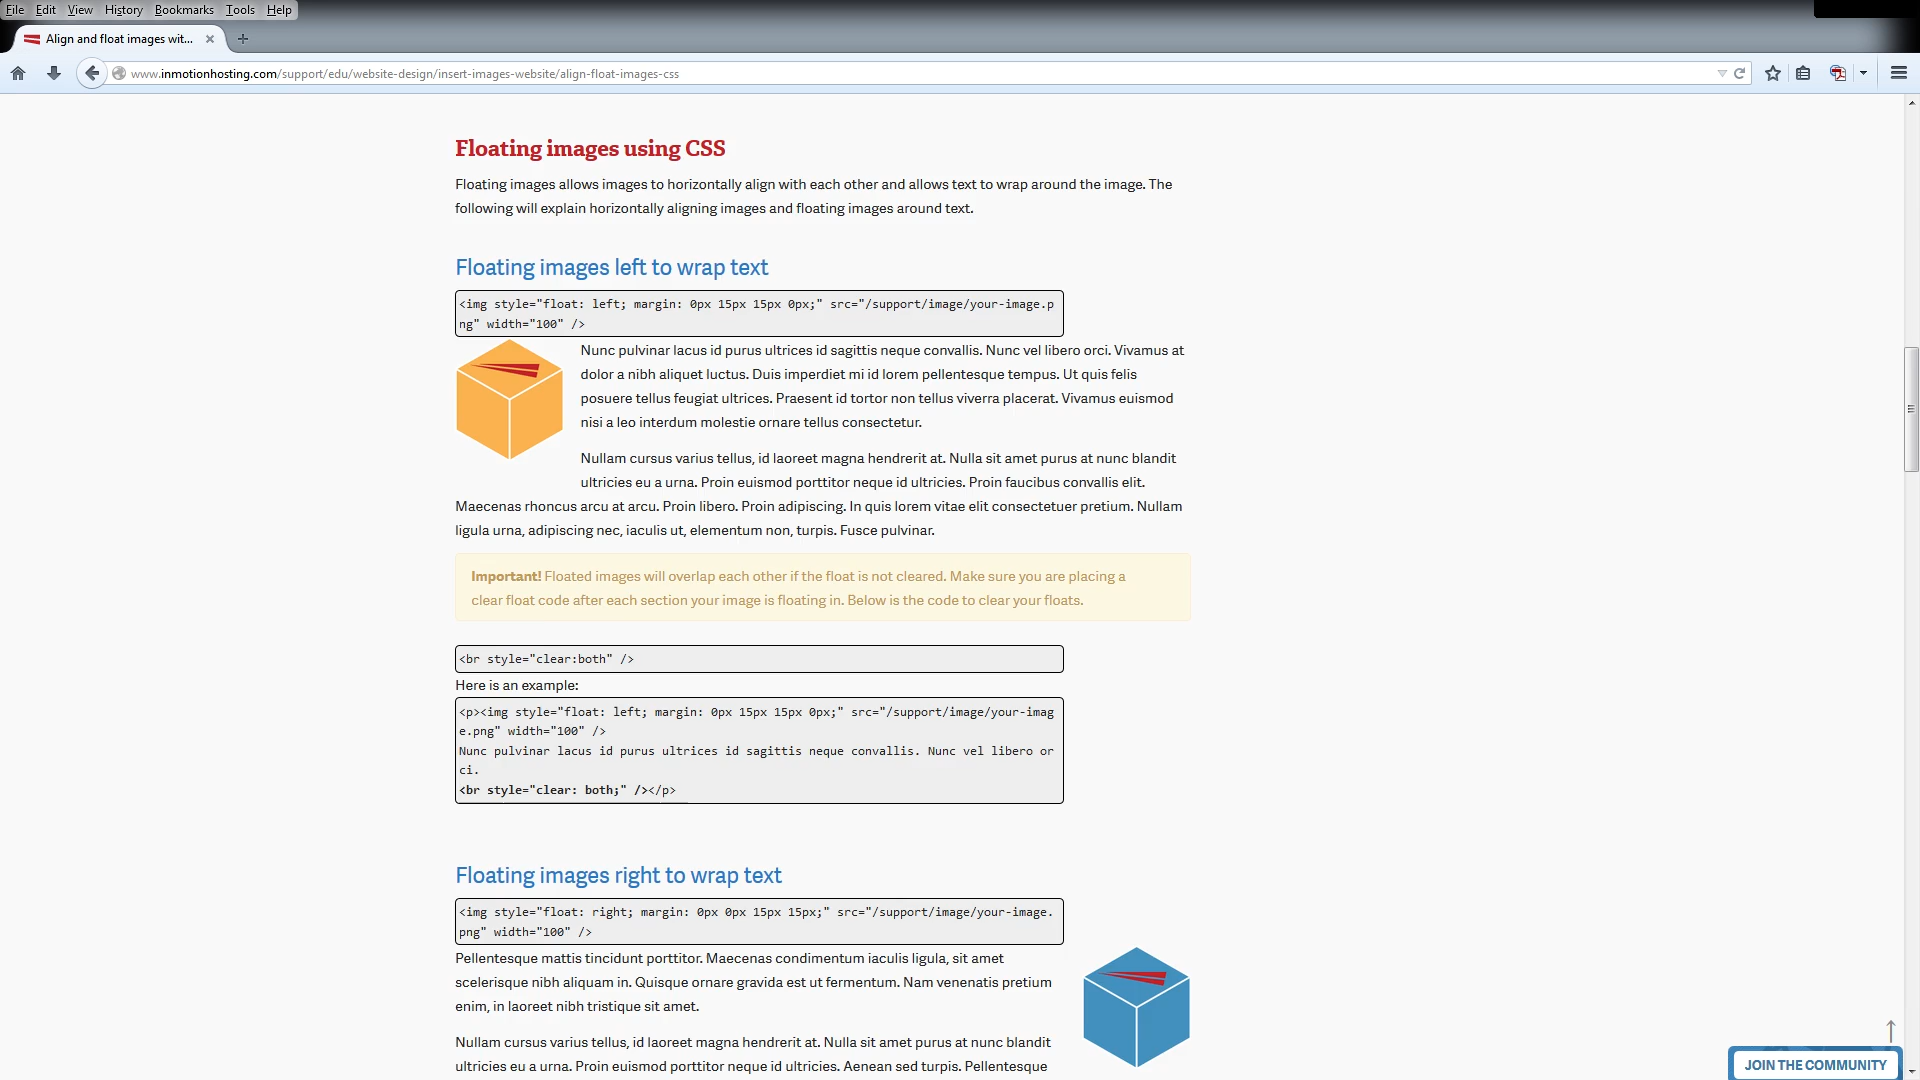 File Edit View History Bookmarks Tools Help
Align and float images wit...
www.inmotionhosting.com/support/edu/website-design/insert-images-website/align-float-images-css
Floating images using CSS
Floating images allows images to horizontally align with each other and allows text to wrap around the image. The
following will explain horizontally aligning images and floating images around text.
Floating images left to wrap text
<img style="float: left; margin: 0px 15px 15px 0px;" src="/support/image/your-image.p
ng" width="100" />
Nunc pulvinar lacus id purus ultrices id sagittis neque convallis. Nunc vel libero orci. Vivamus at
dolor a nibh aliquet luctus. Duis imperdiet mi id lorem pellentesque tempus. Ut quis felis
posuere tellus feugiat ultrices. Praesent id tortor non tellus viverra placerat. Vivamus euismod
nisi a leo interdum molestie ornare tellus consectetur.
Nullam cursus varius tellus, id laoreet magna hendrerit at. Nulla sit amet purus at nunc blandit
ultricies eu a urna. Proin euismod porttitor neque id ultricies. Proin faucibus convallis elit.
Maecenas rhoncus arcu at arcu. Proin libero. Proin adipiscing. In quis lorem vitae elit consectetuer pretium. Nullam
ligula urna, adipiscing nec, iaculis ut, elementum non, turpis. Fusce pulvinar.
Important! Floated images will overlap each other if the float is not cleared. Make sure you are placing a
clear float code after each section your image is floating in. Below is the code to clear your floats.
<br style="clear:both" />
Here is an example:
<p><img style="float: left; margin: 0px 15px 15px 0px;" src="/support/image/your-imag
e.png" width="100" />
Nunc pulvinar lacus id purus ultrices id sagittis neque convallis. Nunc vel libero or
ci.
<br style="clear: both;" /></p>
Floating images right to wrap text
<img style="float: right; margin: 0px 0px 15px 15px;" src="/support/image/your-image.
png" width="100" />
Pellentesque mattis tincidunt porttitor. Maecenas condimentum iaculis ligula, sit amet
scelerisque nibh aliquam in. Quisque ornare gravida est ut fermentum. Nam venenatis pretium
enim, in laoreet nibh tristique sit amet.
Nullam cursus varius tellus, id laoreet magna hendrerit at. Nulla sit amet purus at nunc blandit
ultricies eu a urna. Proin euismod porttitor neque id ultricies. Aenean sed turpis. Pellentesque
JOIN THE COMMUNITY